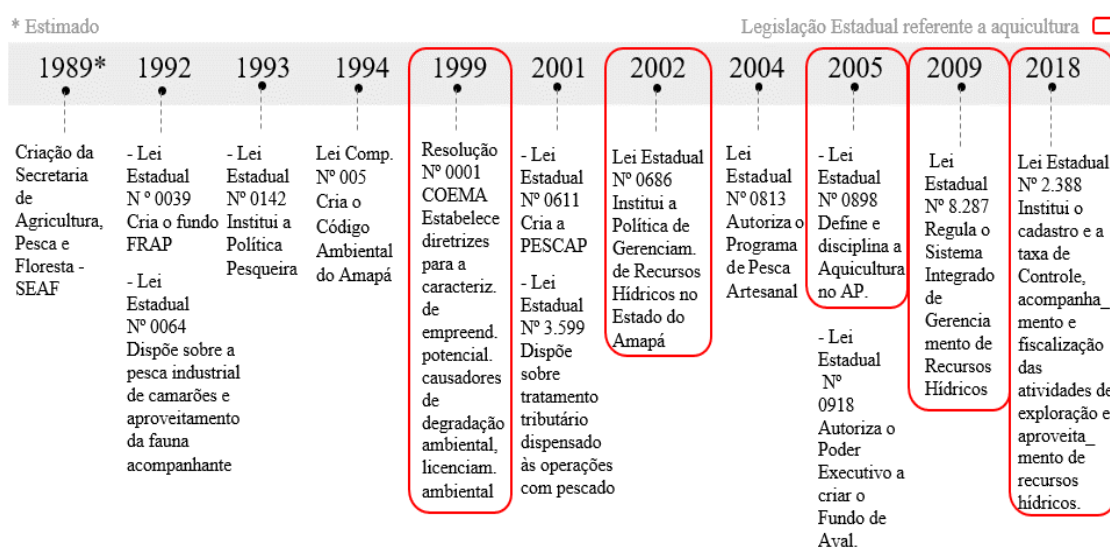 * Estimado
Legislação Estadual referente a aquicultura
1989*
Criação da
Secretaria
de
Agricultura,
Pesca e
Floresta -
SEAF
1992
- Lei
Estadual
N º 0039
Cria o fundo
FRAP
- Lei
Estadual
Nº 0064
Dispõe sobre a
pesca industrial
de camarões e
aproveitamento
da fauna
acompanhante
1993
- Lei
Estadual
Nº 0142
Institui a
Política
Pesqueira
1994
Lei Comp.
Nº 005
Cria o
Código
Ambiental
do Amapá
1999
Resolução
Nº 0001
COEMA
Estabelece
diretrizes
para a
caracteriz.
de
empreend.
potencial.
causadores
de
degradação
ambiental,
licenciam.
ambiental
2001
- Lei
Estadual
Nº 0611
Cria a
PESCAP
- Lei
Estadual
Nº 3.599
Dispõe
sobre
tratamento
tributário
dispensado
às operações
com pescado
2002
Lei Estadual
Nº 0686
Institui a
Política de
Gerenciam.
de Recursos
Hídricos no
Estado do
Amapá
2004
Lei
Estadual
Nº 0813
Autoriza o
Programa
de Pesca
Artesanal
2005
- Lei
Estadual
Nº 0898
Define e
disciplina a
Aquicultura
no AP.
- Lei
Estadual
Nº
0918
Autoriza o
Poder
Executivo a
criar o
Fundo de
Aval.
2009
Lei
Estadual
Nº 8.287
Regula o
Sistema
Integrado
de
Gerencia
mento de
Recursos
Hídricos
2018
Lei Estadual
Nº 2.388
Institui o
cadastro e a
taxa de
Controle,
acompanha_
mento e
fiscalização
das
atividades de
exploração e
aproveita_
mento de
recursos
hídricos.